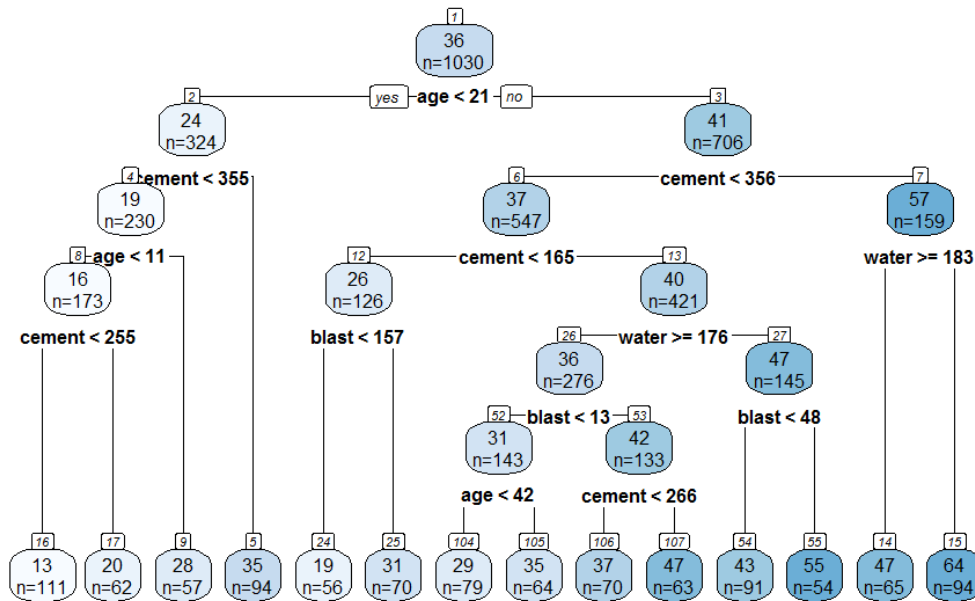 1
36
n=1030
yes age < 21 no
2
24
n=324
3
41
n=706
cement < 355
cement < 356
4
19
n=230
6
37
n=547
7
57
n=159
age < 11
cement < 165
water >= 183
8
16
n=173
12
26
n=126
13
40
n=421
cement < 255
blast < 157
water >= 176
26
36
n=276
27
47
n=145
blast < 13
blast < 48
52
31
n=143
53
42
n=133
age < 42
cement < 266
16
13
n=111
17
20
n=62
9
28
n=57
5
35
n=94
24
19
n=56
25
31
n=70
104
29
n=79
105
35
n=64
106
37
n=70
107
47
n=63
54
43
n=91
55
55
n=54
14
47
n=65
15
64
n=94